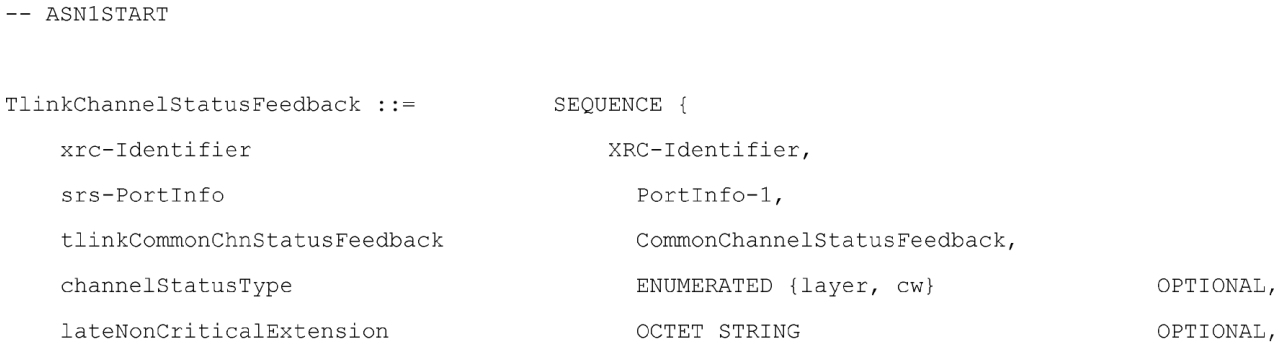 -- ASN1START
TlinkChannelStatusFeedback ::= SEQUENCE {
xrc-Identifier XRC-Identifier,
srs-PortInfo PortInfo-1,
tlinkCommonChnStatusFeedback CommonChannelStatusFeedback,
channelStatusType ENUMERATED {layer, cw} OPTIONAL,
lateNonCriticalExtension OCTET STRING OPTIONAL,